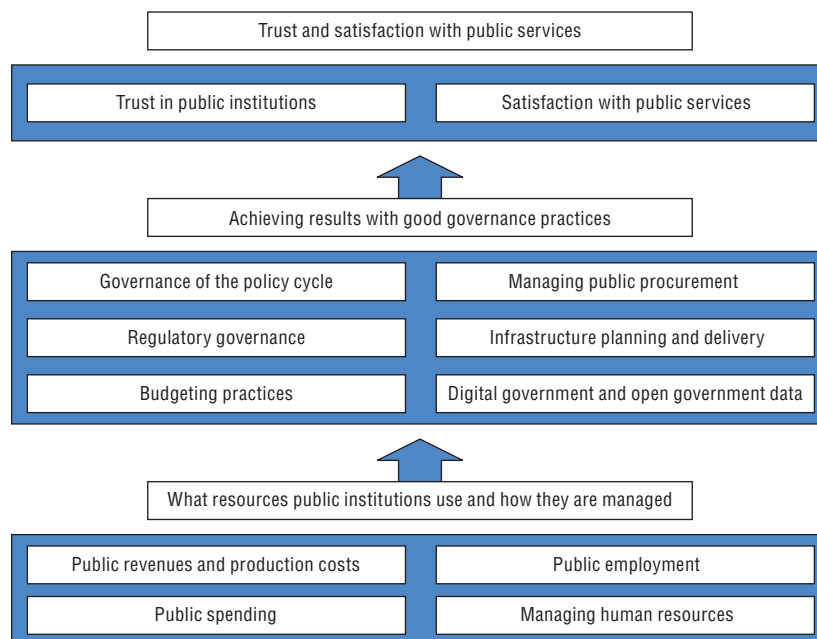 Trust and satisfaction with public services
Trust in public institutions
Satisfaction with public services
Achieving results with good governance practices
Governance of the policy cycle
Managing public procurement
Regulatory governance
Infrastructure planning and delivery
Budgeting practices
Digital government and open government data
What resources public institutions use and how they are managed
Public revenues and production costs
Public employment
Public spending
Managing human resources